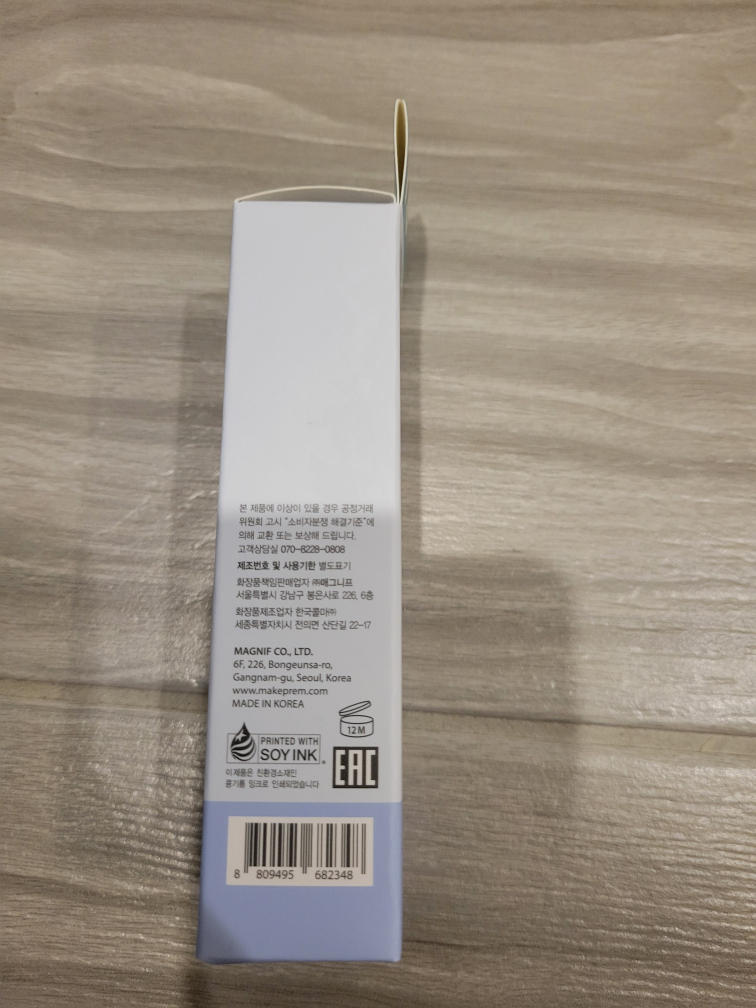 본 제품에 이상이 있을 경우 공정거래
위원회 고시 "소비자분쟁 해결기준"에
의해 교환 또는 보상해 드립니다.
고객상담실 070-8228-0808
제조번호 및 사용기한 별도표기
화장품책임판매업자 ㈜매그니프
서울특별시 강남구 봉은사로 226, 6층
화장품제조업자 한국콜마㈜
세종특별자치시 전의면 산단길 22-17
MAGNIF CO., LTD.
6F, 226, Bongeunsa-ro,
Gangnam-gu, Seoul, Korea
www.makeprem.com
MADE IN KOREA
12M
PRINTED WITH
SOY INK
EAC
이 제품은 친환경소재인
콩기름 잉크로 인쇄되었습니다
8 809495 682348